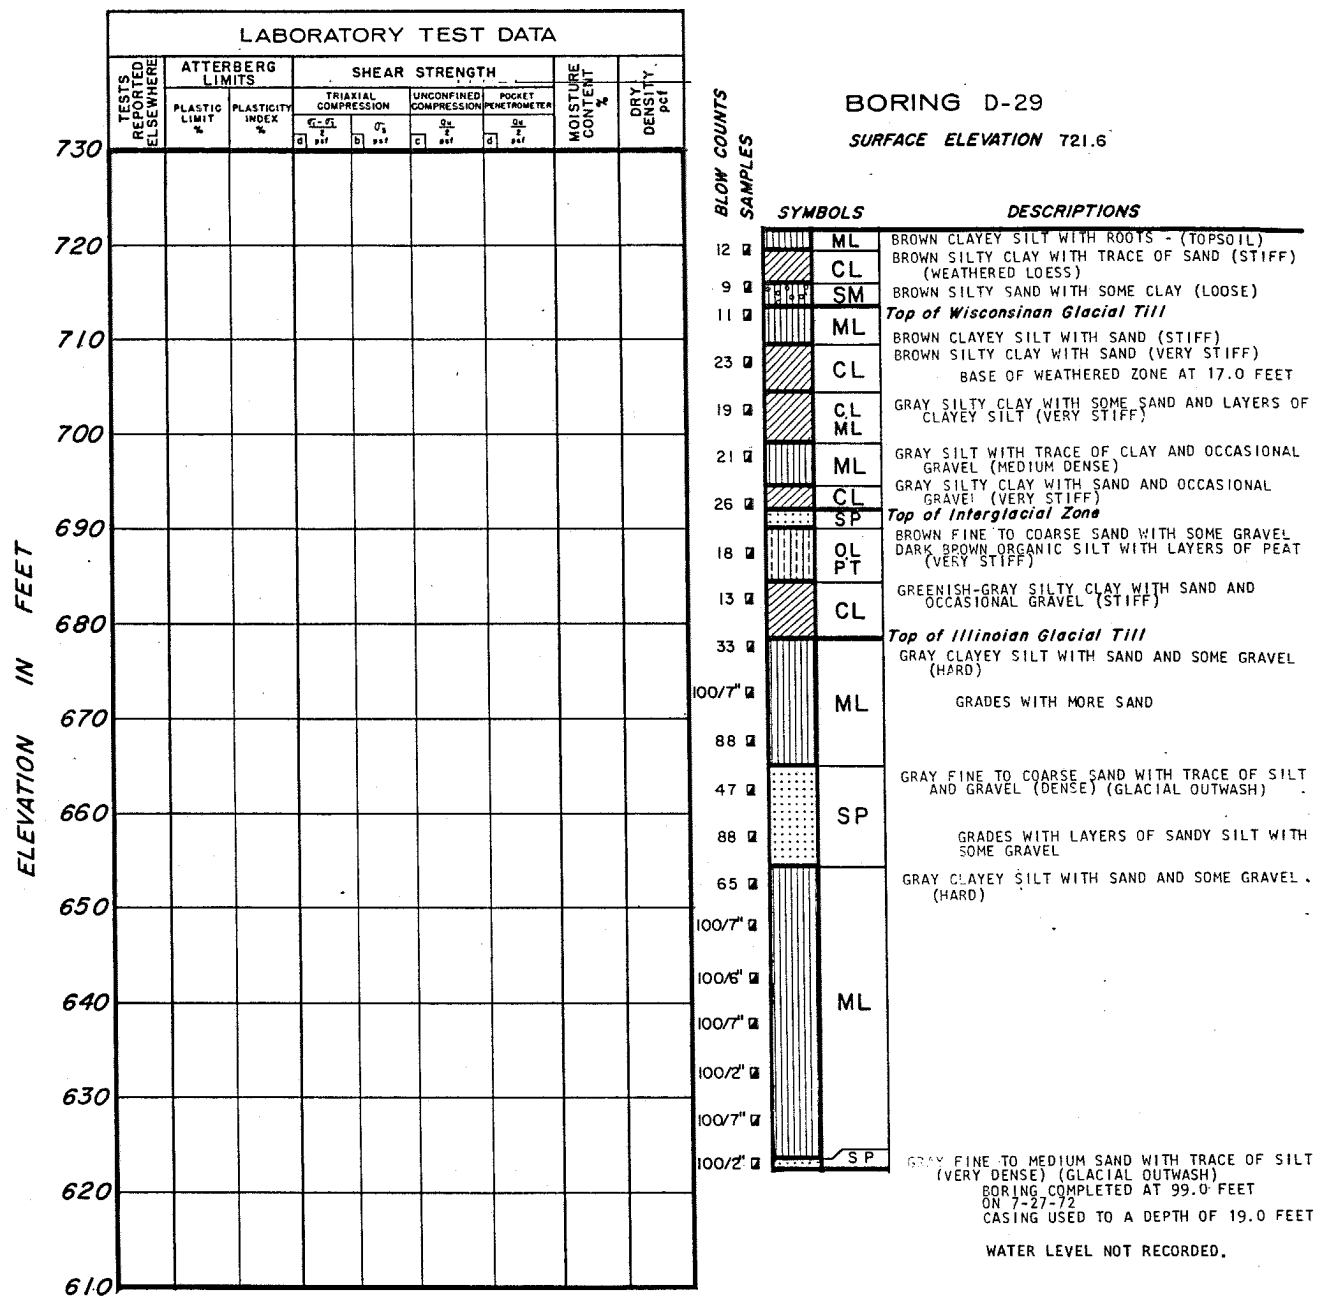 LABORATORY TEST DATA
TESTS REPORTED ELSEWHERE
ATTERBERG LIMITS
SHEAR STRENGTH
MOISTURE CONTENT %
DRY DENSITY pcf
PLASTIC LIMIT %
PLASTICITY INDEX %
TRIAXIAL COMPRESSION
UNCONFINED COMPRESSION
POCKET PENETROMETER
a psf
b psf
c psf
d psf
ELEVATION IN FEET
730
720
710
700
690
680
670
660
650
640
630
620
610
BORING D-29
SURFACE ELEVATION 721.6
BLOW COUNTS
SAMPLES
SYMBOLS DESCRIPTIONS
12 ML BROWN CLAYEY SILT WITH ROOTS - (TOPSOIL)
CL BROWN SILTY CLAY WITH TRACE OF SAND (STIFF)
(WEATHERED LOESS)
9 SM BROWN SILTY SAND WITH SOME CLAY (LOOSE)
11 Top of Wisconsinan Glacial Till
ML BROWN CLAYEY SILT WITH SAND (STIFF)
23 CL BROWN SILTY CLAY WITH SAND (VERY STIFF)
BASE OF WEATHERED ZONE AT 17.0 FEET
19 CL GRAY SILTY CLAY WITH SOME SAND AND LAYERS OF
ML CLAYEY SILT (VERY STIFF)
21 ML GRAY SILT WITH TRACE OF CLAY AND OCCASIONAL
GRAVEL (MEDIUM DENSE)
26 CL GRAY SILTY CLAY WITH SAND AND OCCASIONAL
GRAVEL (VERY STIFF)
SP Top of Interglacial Zone
BROWN FINE TO COARSE SAND WITH SOME GRAVEL
18 OL DARK BROWN ORGANIC SILT WITH LAYERS OF PEAT
PT (VERY STIFF)
13 CL GREENISH-GRAY SILTY CLAY WITH SAND AND
OCCASIONAL GRAVEL (STIFF)
Top of Illinoian Glacial Till
33 GRAY CLAYEY SILT WITH SAND AND SOME GRAVEL
(HARD)
100/7" ML GRADES WITH MORE SAND
88
47 GRAY FINE TO COARSE SAND WITH TRACE OF SILT
AND GRAVEL (DENSE) (GLACIAL OUTWASH)
SP
88 GRADES WITH LAYERS OF SANDY SILT WITH
SOME GRAVEL
65 GRAY CLAYEY SILT WITH SAND AND SOME GRAVEL
(HARD)
100/7"
100/6"
ML
100/7"
100/2"
100/7"
100/2" SP GRAY FINE TO MEDIUM SAND WITH TRACE OF SILT
(VERY DENSE) (GLACIAL OUTWASH)
BORING COMPLETED AT 99.0 FEET
ON 7-27-72
CASING USED TO A DEPTH OF 19.0 FEET
WATER LEVEL NOT RECORDED.